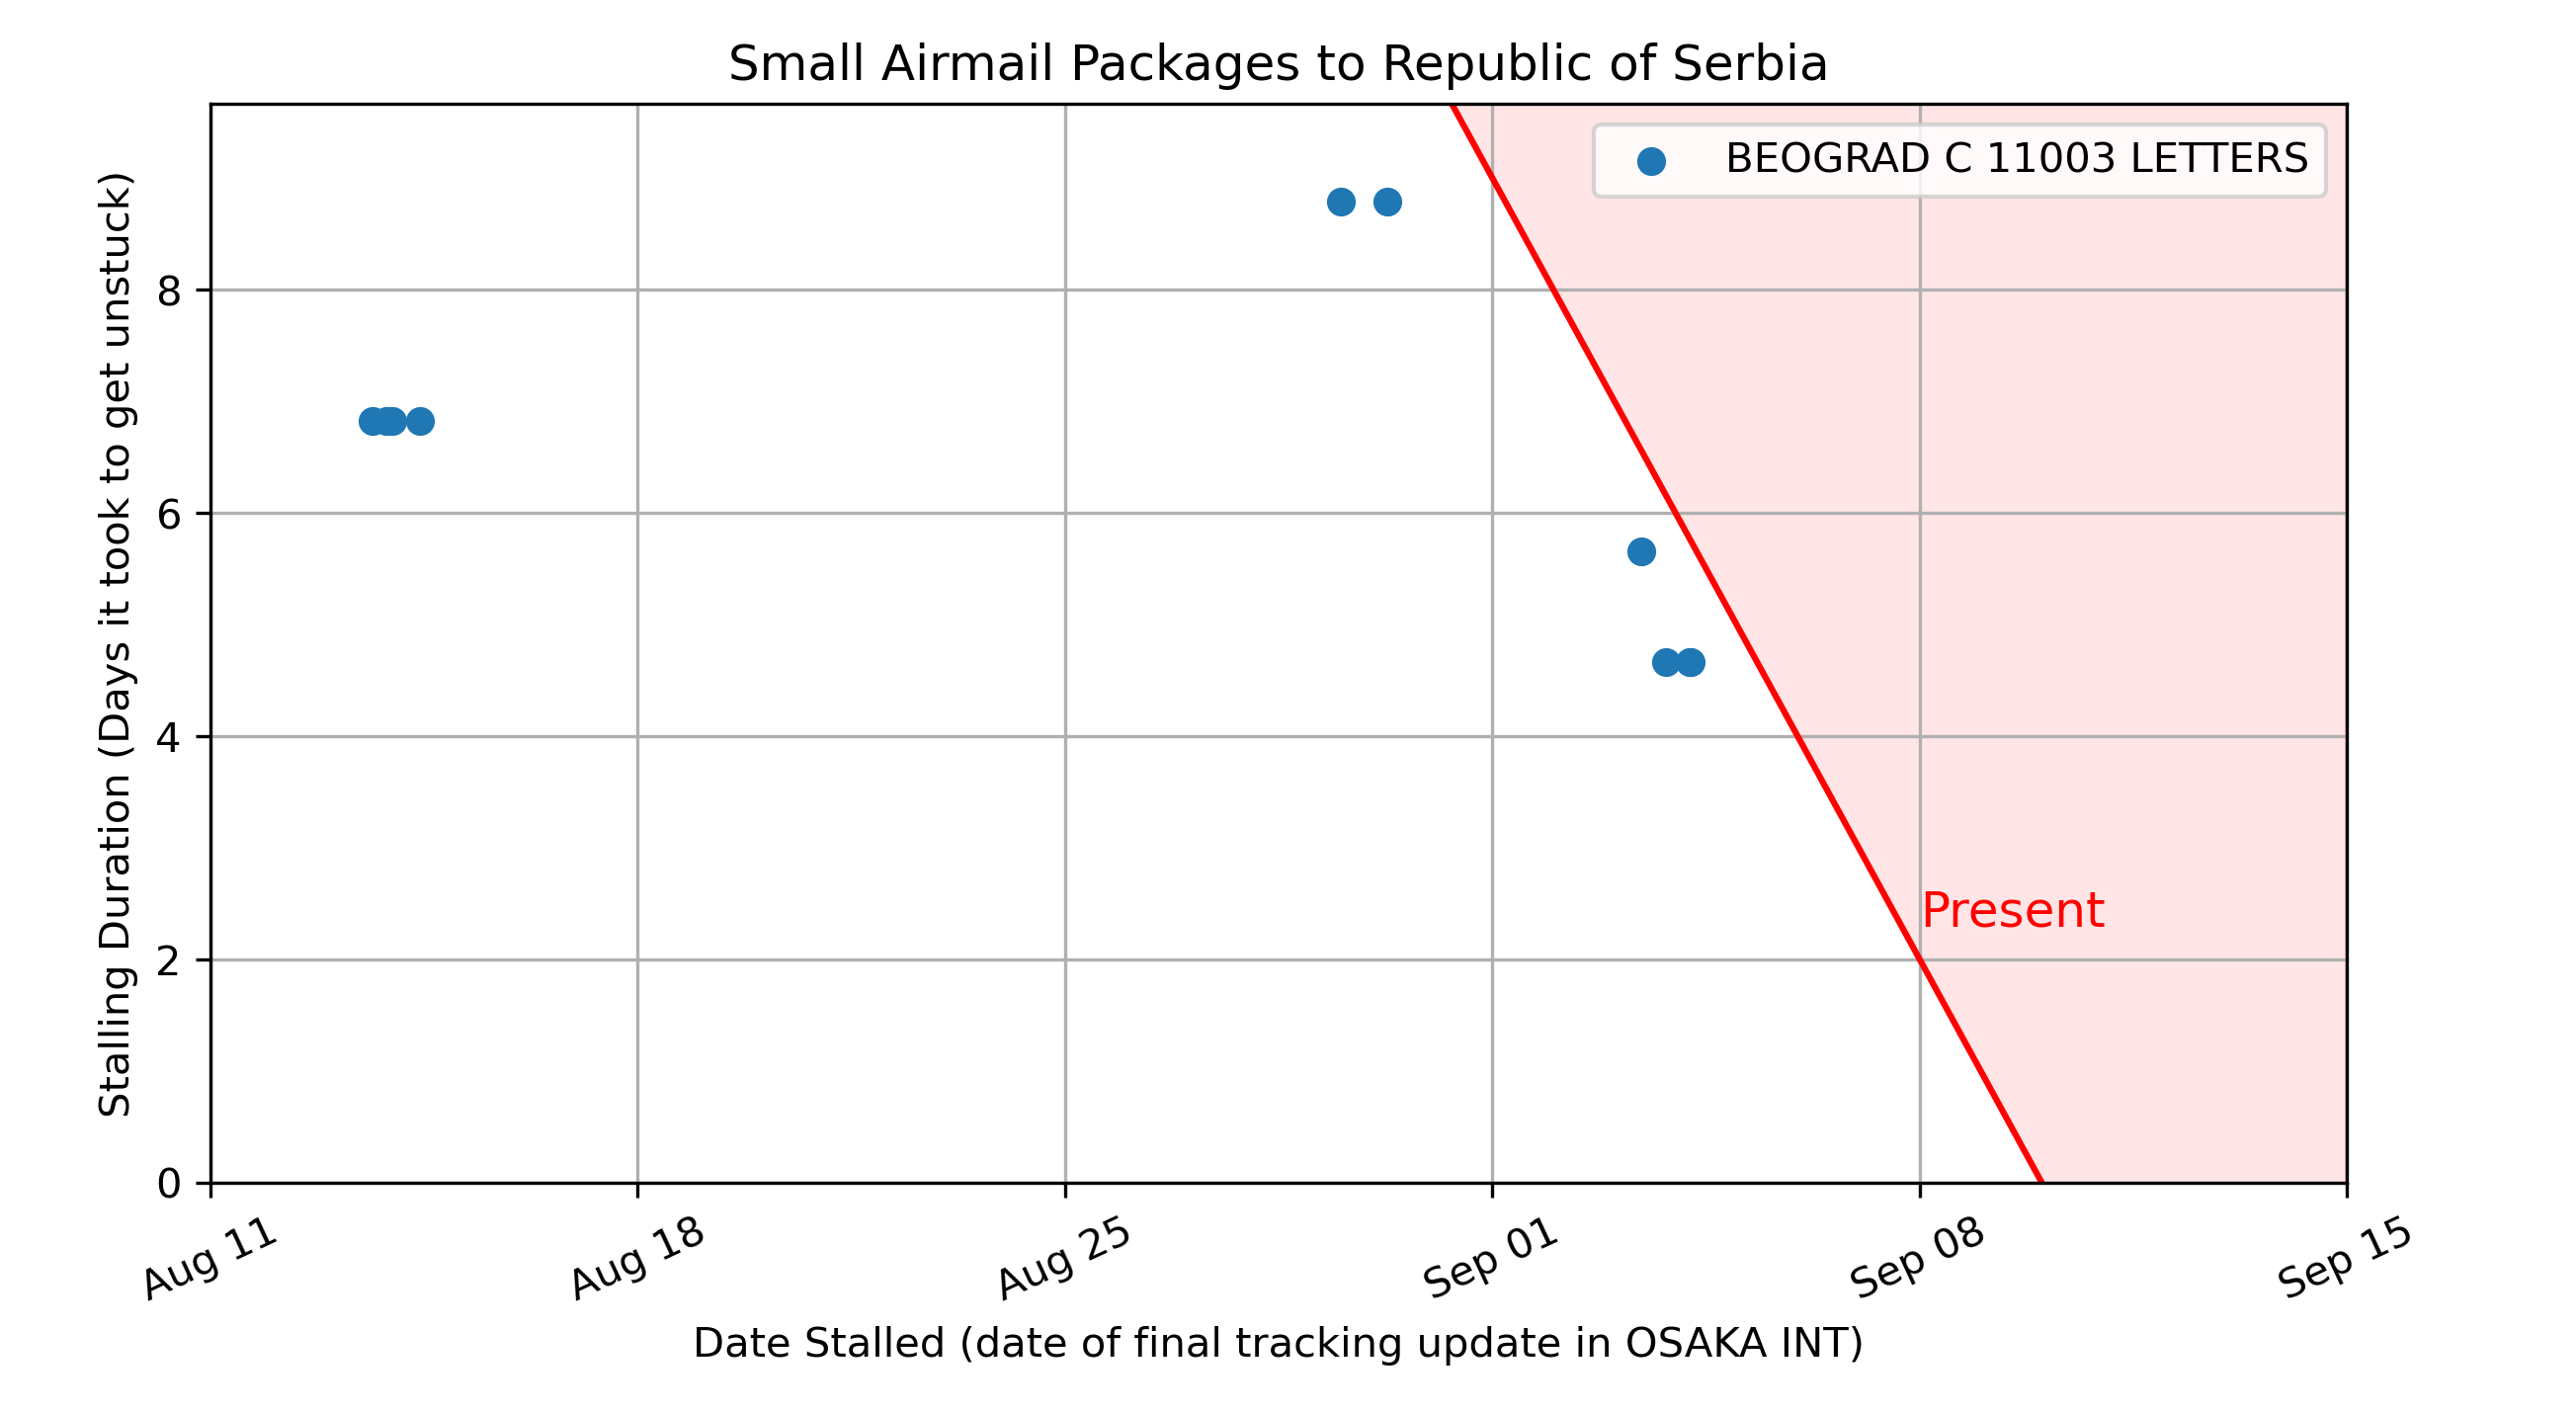 Small Airmail Packages to Republic of Serbia
BEOGRAD C 11003 LETTERS
Stalling Duration (Days it took to get unstuck)
8
6
4
2
0
Present
Aug 11
Aug 18
Aug 25
Sep 01
Sep 08
Sep 15
Date Stalled (date of final tracking update in OSAKA INT)